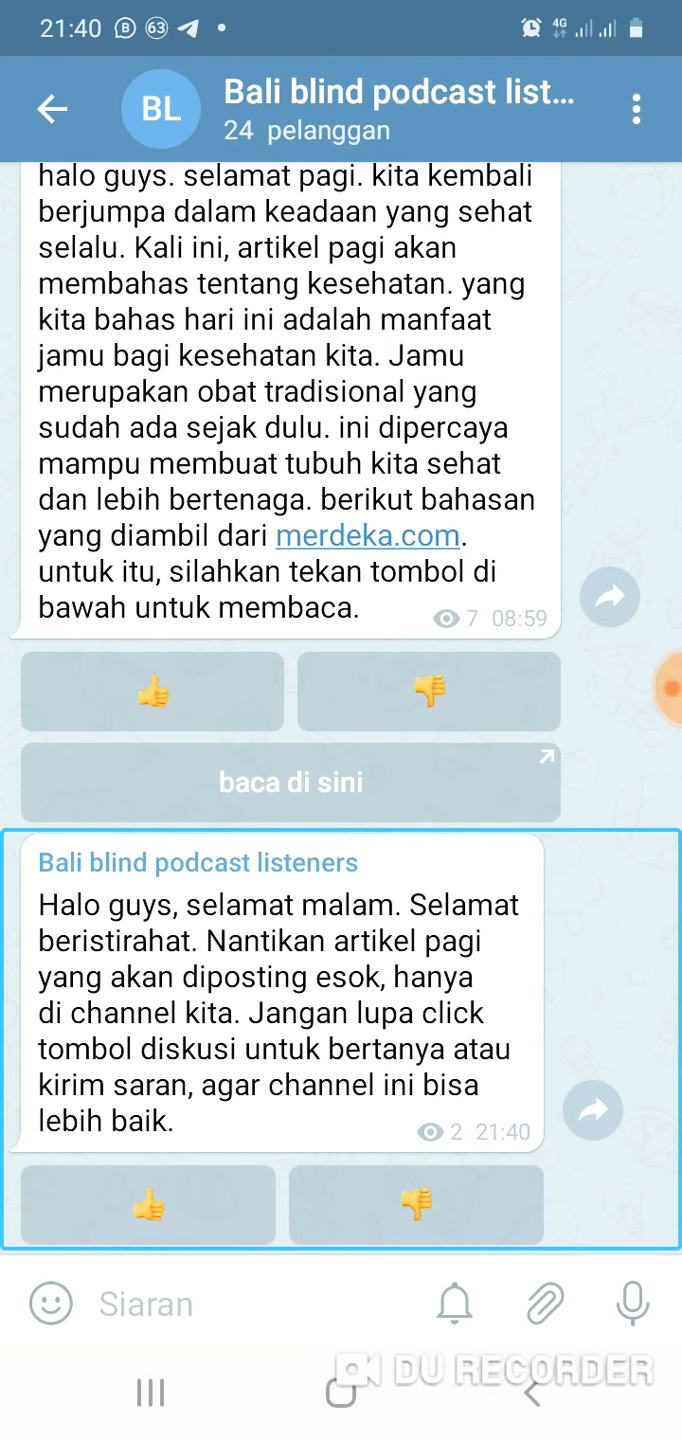 21:40
63
4G
BL
Bali blind podcast list...
24 pelanggan
halo guys. selamat pagi. kita kembali
berjumpa dalam keadaan yang sehat
selalu. Kali ini, artikel pagi akan
membahas tentang kesehatan. yang
kita bahas hari ini adalah manfaat
jamu bagi kesehatan kita. Jamu
merupakan obat tradisional yang
sudah ada sejak dulu. ini dipercaya
mampu membuat tubuh kita sehat
dan lebih bertenaga. berikut bahasan
yang diambil dari merdeka.com.
untuk itu, silahkan tekan tombol di
bawah untuk membaca.
7 08:59
👍
👎
baca di sini
Bali blind podcast listeners
Halo guys, selamat malam. Selamat
beristirahat. Nantikan artikel pagi
yang akan diposting esok, hanya
di channel kita. Jangan lupa click
tombol diskusi untuk bertanya atau
kirim saran, agar channel ini bisa
lebih baik.
2 21:40
👍
👎
Siaran
DU RECORDER